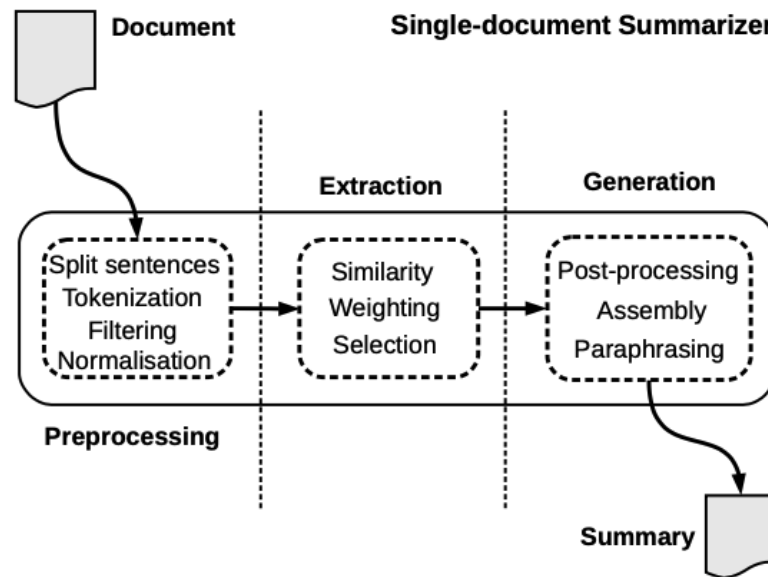 Document
Single-document Summarizer
Extraction
Generation
Split sentences
Tokenization
Filtering
Normalisation
Similarity
Weighting
Selection
Post-processing
Assembly
Paraphrasing
Preprocessing
Summary